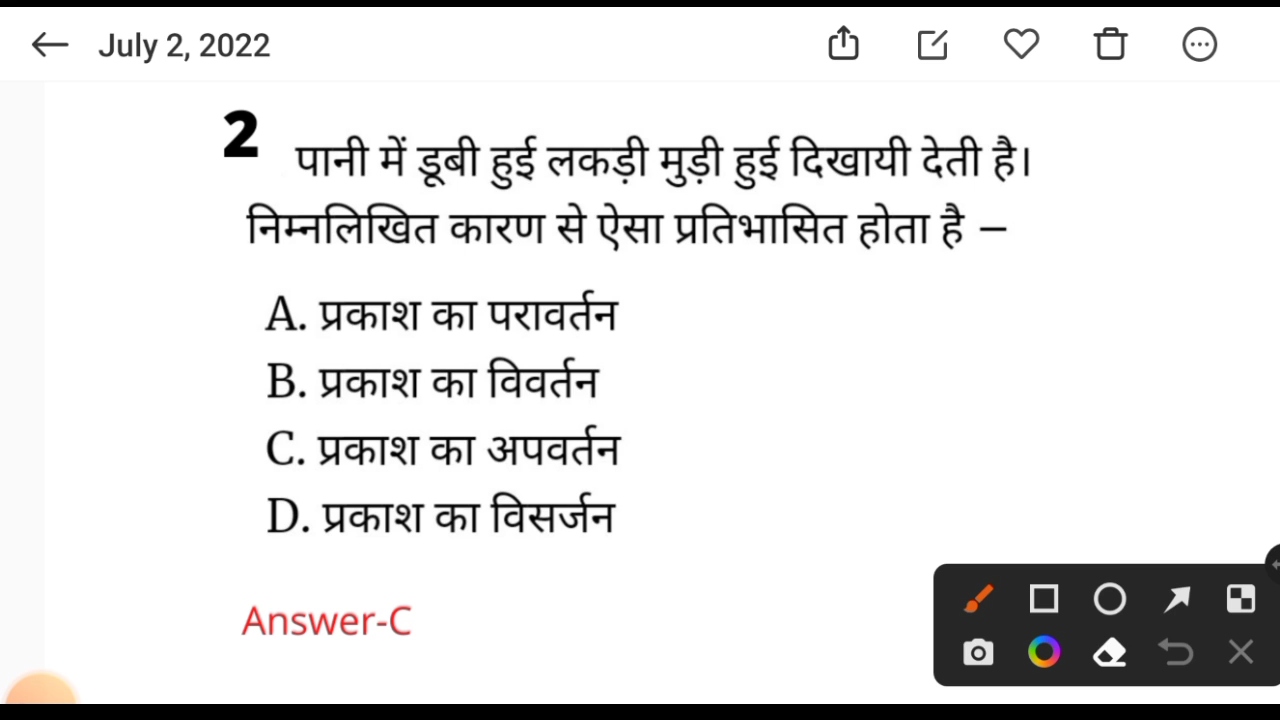 July 2, 2022
2
पानी में डूबी हुई लकड़ी मुड़ी हुई दिखायी देती है।
निम्नलिखित कारण से ऐसा प्रतिभासित होता है –
A. प्रकाश का परावर्तन
B. प्रकाश का विवर्तन
C. प्रकाश का अपवर्तन
D. प्रकाश का विसर्जन
Answer-C